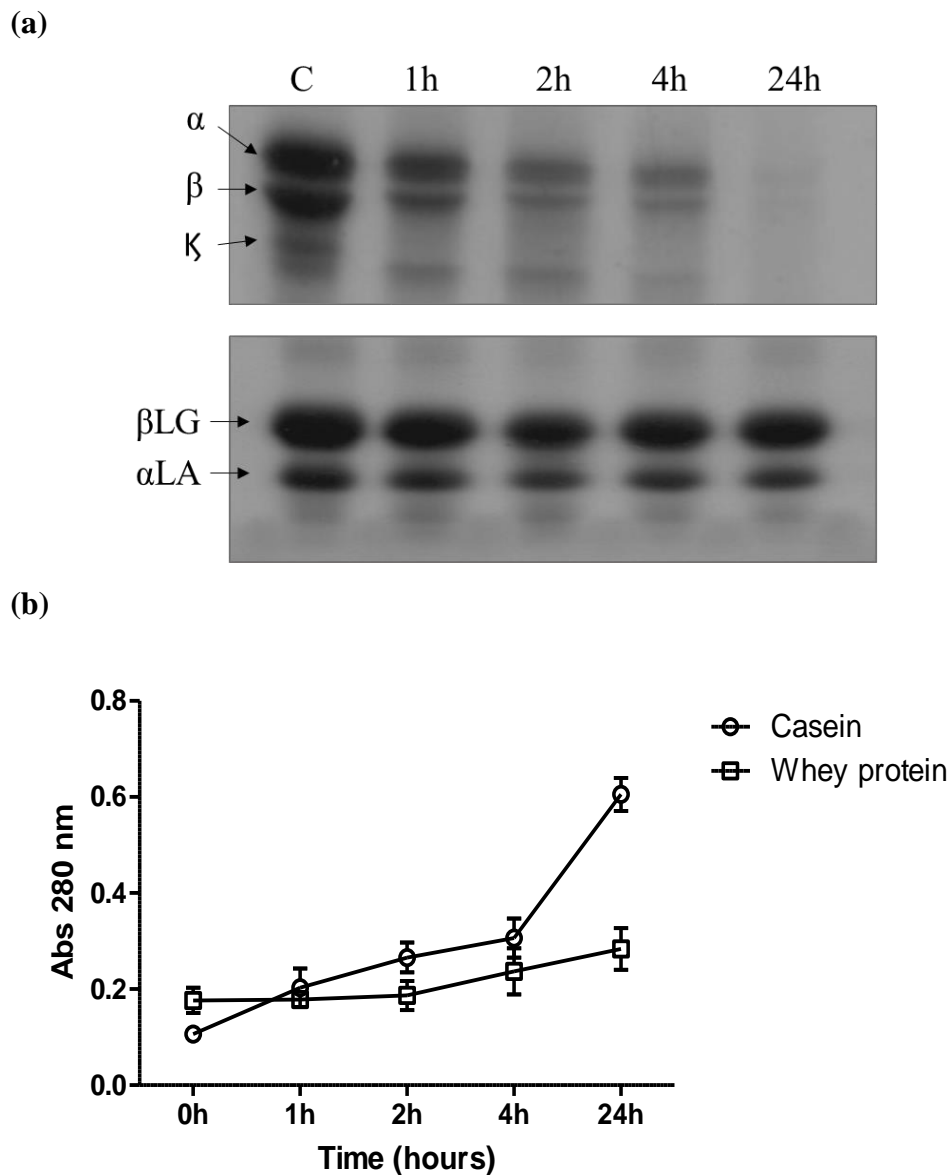 (a)
C 1h 2h 4h 24h
α
β
Ϗ
βLG
αLA
(b)
0.8
Casein
Whey protein
0.6
0.4
0.2
0.0
Abs 280 nm
0h 1h 2h 4h 24h
Time (hours)